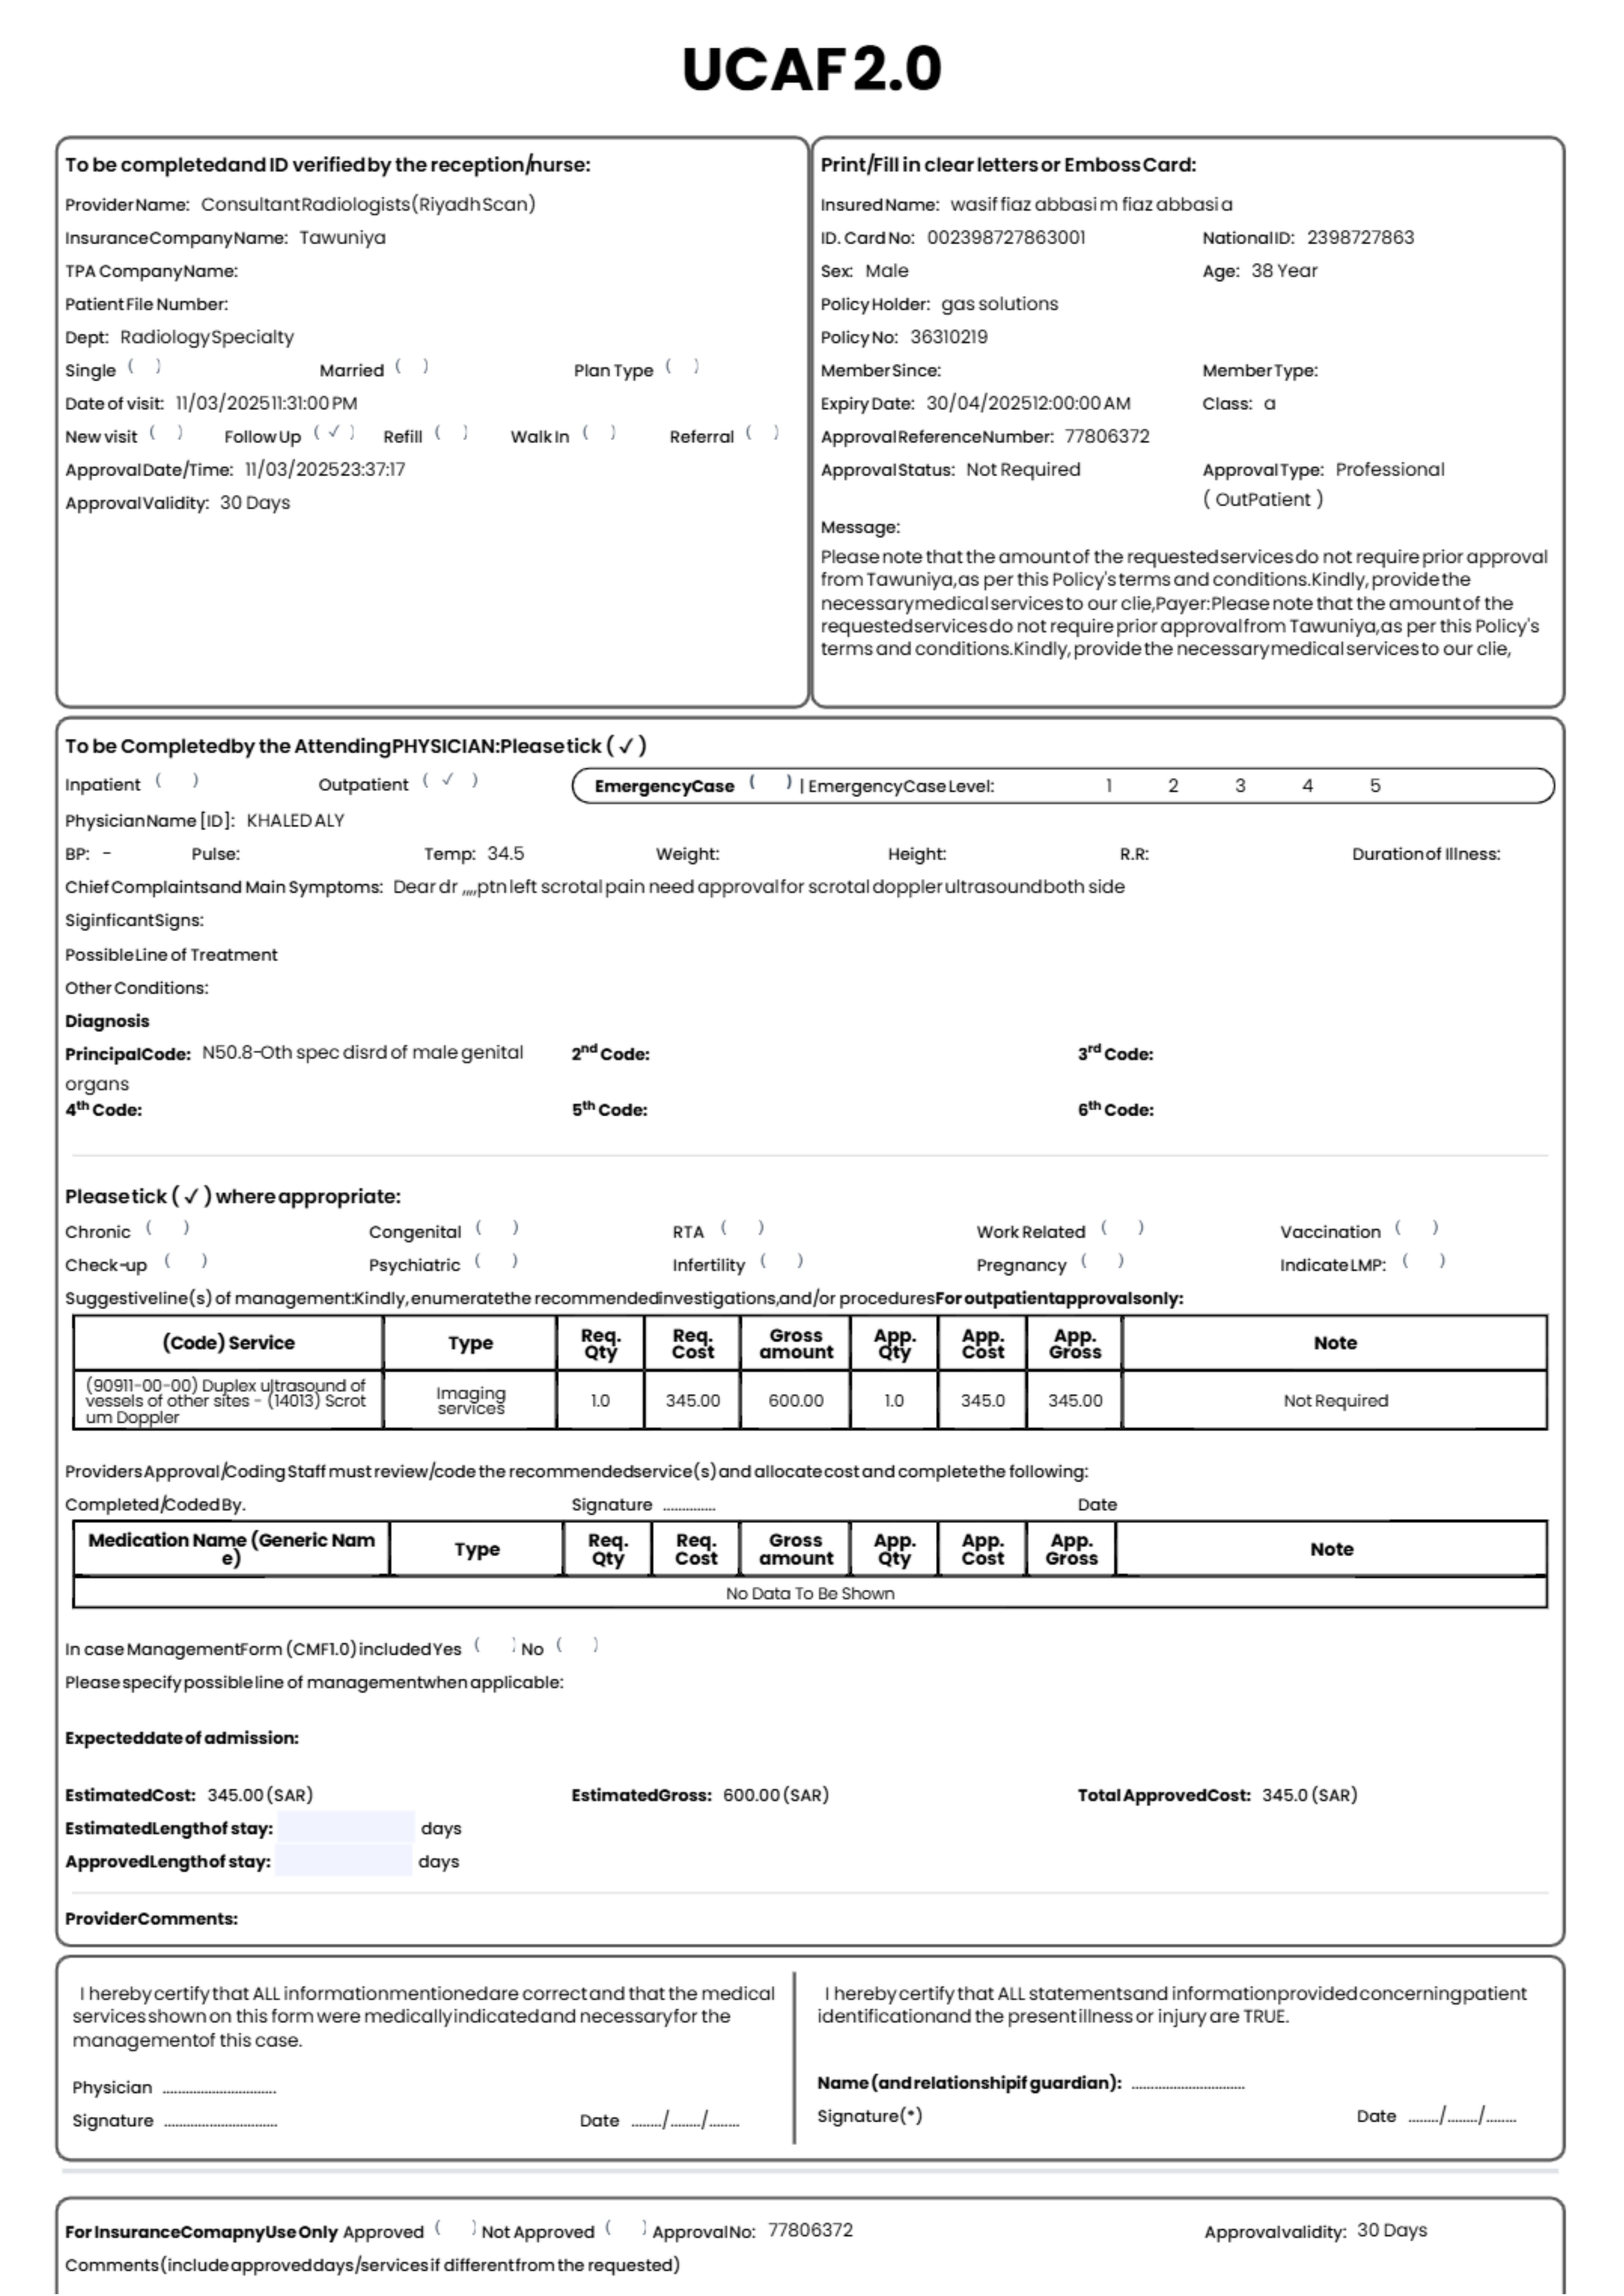 UCAF 2.0
To be completed and ID verified by the reception/nurse:
Provider Name: Consultant Radiologists (Riyadh Scan)
Insurance Company Name: Tawuniya
TPA Company Name:
Patient File Number:
Dept: Radiology Specialty
Single ( ) Married ( ) Plan Type ( )
Date of visit: 11/03/2025 11:31:00 PM
New visit ( ) Follow Up ( ✓ ) Refill ( ) Walk In ( ) Referral ( )
Approval Date/Time: 11/03/2025 23:37:17
Approval Validity: 30 Days
Print/Fill in clear letters or Emboss Card:
Insured Name: wasif fiaz abbasi m fiaz abbasi a
ID. Card No: 002398727863001 National ID: 2398727863
Sex: Male Age: 38 Year
Policy Holder: gas solutions
Policy No: 36310219
Member Since: Member Type:
Expiry Date: 30/04/2025 12:00:00 AM Class: a
Approval Reference Number: 77806372
Approval Status: Not Required Approval Type: Professional
( OutPatient )
Message:
Please note that the amount of the requested services do not require prior approval
from Tawuniya,as per this Policy's terms and conditions.Kindly, provide the
necessary medical services to our clie,Payer:Please note that the amount of the
requested services do not require prior approval from Tawuniya,as per this Policy's
terms and conditions.Kindly, provide the necessary medical services to our clie,
To be Completed by the Attending PHYSICIAN: Please tick ( ✓ )
Inpatient ( ) Outpatient ( ✓ ) Emergency Case ( ) | Emergency Case Level: 1 2 3 4 5
Physician Name [ID]: KHALED ALY
BP: - Pulse: Temp: 34.5 Weight: Height: R.R: Duration of Illness:
Chief Complaints and Main Symptoms: Dear dr ,,,,ptn left scrotal pain need approval for scrotal doppler ultrasound both side
Siginficant Signs:
Possible Line of Treatment
Other Conditions:
Diagnosis
Principal Code: N50.8-Oth spec disrd of male genital 2nd Code: 3rd Code:
organs
4th Code: 5th Code: 6th Code:
Please tick ( ✓ ) where appropriate:
Chronic ( ) Congenital ( ) RTA ( ) Work Related ( ) Vaccination ( )
Check-up ( ) Psychiatric ( ) Infertility ( ) Pregnancy ( ) Indicate LMP: ( )
Suggestive line(s) of management:Kindly, enumerate the recommended investigations,and/or procedures For outpatient approvals only:
(Code) Service Type Req. Qty Req. Cost Gross amount App. Qty App. Cost App. Gross Note
(90911-00-00) Duplex ultrasound of
vessels of other sites - (14013) Scrot
um Doppler
Imaging services 1.0 345.00 600.00 1.0 345.0 345.00 Not Required
Providers Approval/Coding Staff must review/code the recommended service(s) and allocate cost and complete the following:
Completed/Coded By. Signature .............. Date
Medication Name (Generic Nam
e) Type Req. Qty Req. Cost Gross amount App. Qty App. Cost App. Gross Note
No Data To Be Shown
In case Management Form (CMF1.0) included Yes ( ) No ( )
Please specify possible line of management when applicable:
Expected date of admission:
Estimated Cost: 345.00 (SAR) Estimated Gross: 600.00 (SAR) Total Approved Cost: 345.0 (SAR)
Estimated Length of stay: days
Approved Length of stay: days
Provider Comments:
I hereby certify that ALL information mentioned are correct and that the medical
services shown on this form were medically indicated and necessary for the
management of this case.
Physician ..............................
Signature .............................. Date ......../......../........
I hereby certify that ALL statements and information provided concerning patient
identification and the present illness or injury are TRUE.
Name (and relationship if guardian): ..............................
Signature(*) Date ......../......../........
For Insurance Comapny Use Only Approved ( ) Not Approved ( ) Approval No: 77806372 Approval validity: 30 Days
Comments (include approved days/services if different from the requested)